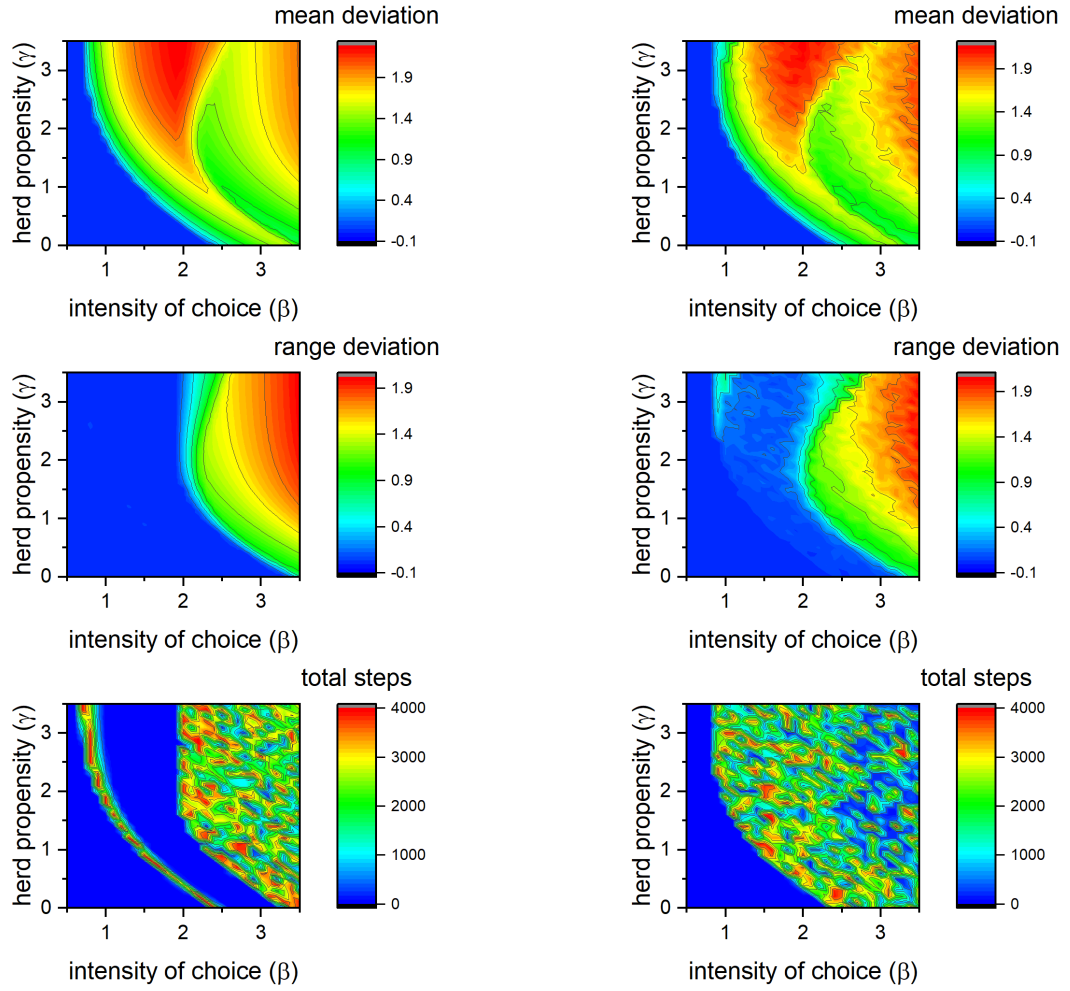 mean deviation
herd propensity (γ)
3
2
1
0
1 2 3
intensity of choice (β)
1.9
1.4
0.9
0.4
-0.1
mean deviation
herd propensity (γ)
3
2
1
0
1 2 3
intensity of choice (β)
1.9
1.4
0.9
0.4
-0.1
range deviation
herd propensity (γ)
3
2
1
0
1 2 3
intensity of choice (β)
1.9
1.4
0.9
0.4
-0.1
range deviation
herd propensity (γ)
3
2
1
0
1 2 3
intensity of choice (β)
1.9
1.4
0.9
0.4
-0.1
total steps
herd propensity (γ)
3
2
1
0
1 2 3
intensity of choice (β)
4000
3000
2000
1000
0
total steps
herd propensity (γ)
3
2
1
0
1 2 3
intensity of choice (β)
4000
3000
2000
1000
0